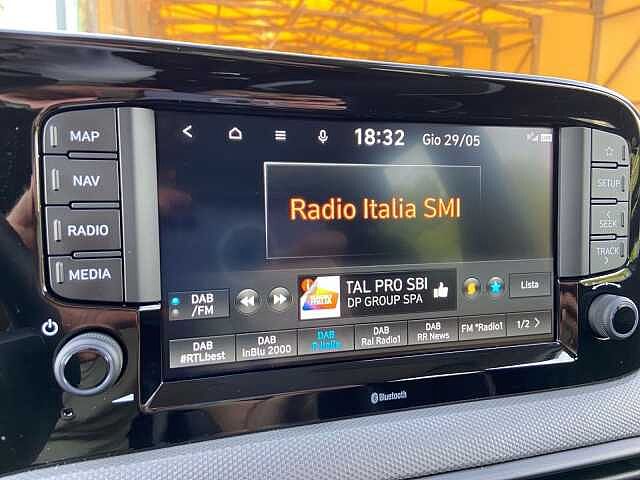 MAP
NAV
RADIO
MEDIA
18:32 Gio 29/05
Radio Italia SMI
DAB
/FM
TAL PRO SBI
DP GROUP SPA
Lista
DAB
#RTLbest
DAB
InBlu 2000
DAB
R.Italia
DAB
Rai Radio1
DAB
RR News
FM *Radio1
1/2 >
SETUP
SEEK
TRACK
Bluetooth